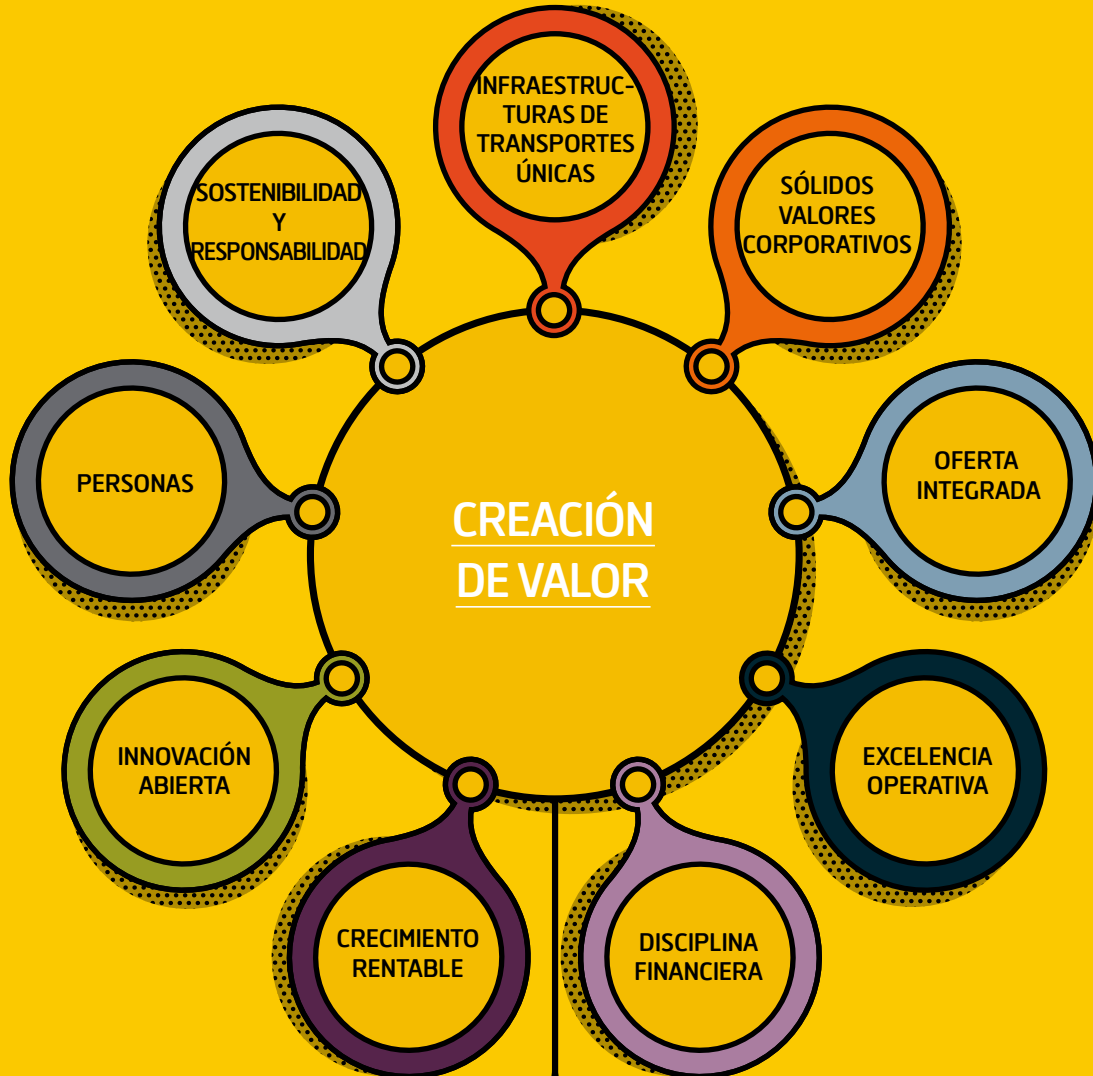 INFRAESTRUC-
TURAS DE
TRANSPORTES
ÚNICAS
SÓLIDOS
VALORES
CORPORATIVOS
OFERTA
INTEGRADA
EXCELENCIA
OPERATIVA
DISCIPLINA
FINANCIERA
CRECIMIENTO
RENTABLE
INNOVACIÓN
ABIERTA
PERSONAS
SOSTENIBILIDAD
Y
RESPONSABILIDAD
CREACIÓN
DE VALOR